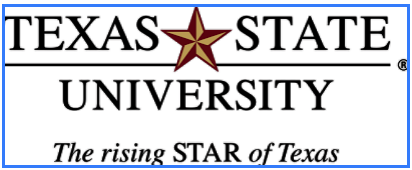 TEXAS STATE ®
UNIVERSITY
The rising STAR of Texas